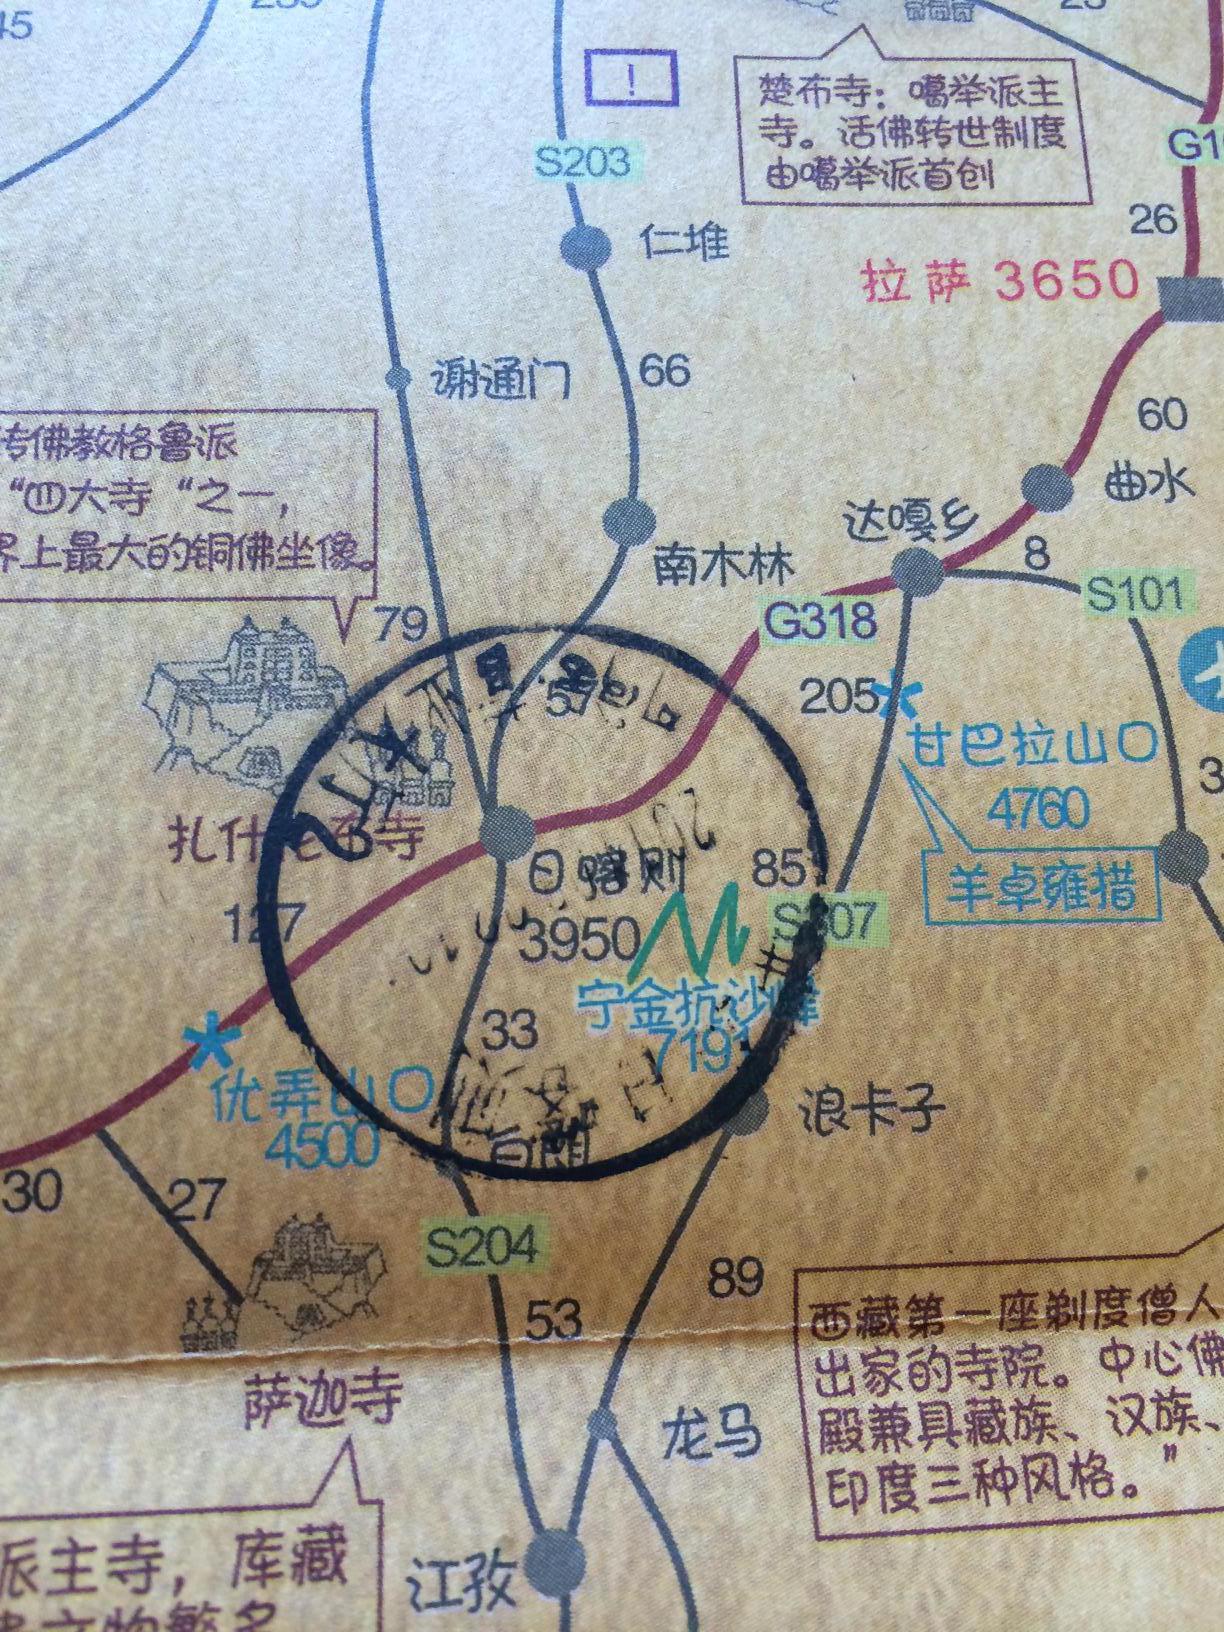 S203
楚布寺：噶举派主
寺。活佛转世制度
由噶举派首创
仁堆
26
拉萨 3650
谢通门
66
60
曲水
传佛教格鲁派
“四大寺“之一，
界上最大的铜佛坐像。
达嘎乡
8
南木林
S101
79
G318
205
甘巴拉山口
4760
羊卓雍措
扎什伦布寺
日喀则
85
127
3950
S307
宁金抗沙峰
7191
33
优弄山口
4500
白朗
浪卡子
30
27
S204
89
53
西藏第一座剃度僧人
出家的寺院。中心佛
殿兼具藏族、汉族、
印度三种风格。”
萨迦寺
龙马
派主寺，库藏
江孜